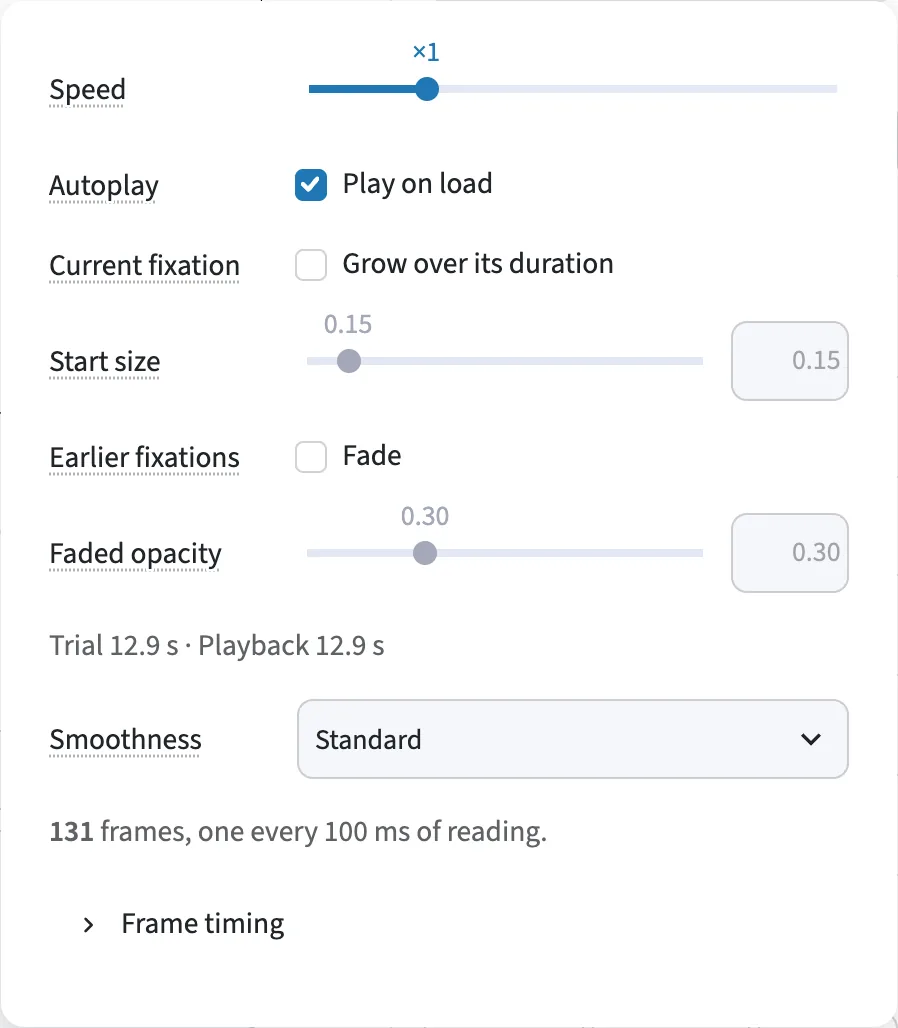 ×1
Speed
Autoplay Play on load
Current fixation Grow over its duration
0.15
Start size 0.15
Earlier fixations Fade
0.30
Faded opacity 0.30
Trial 12.9 s · Playback 12.9 s
Smoothness Standard
131 frames, one every 100 ms of reading.
Frame timing